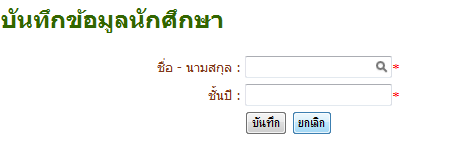 บันทึกข้อมูลนักศึกษา
ชื่อ - นามสกุล : *
ชั้นปี : *
บันทึก ยกเลิก